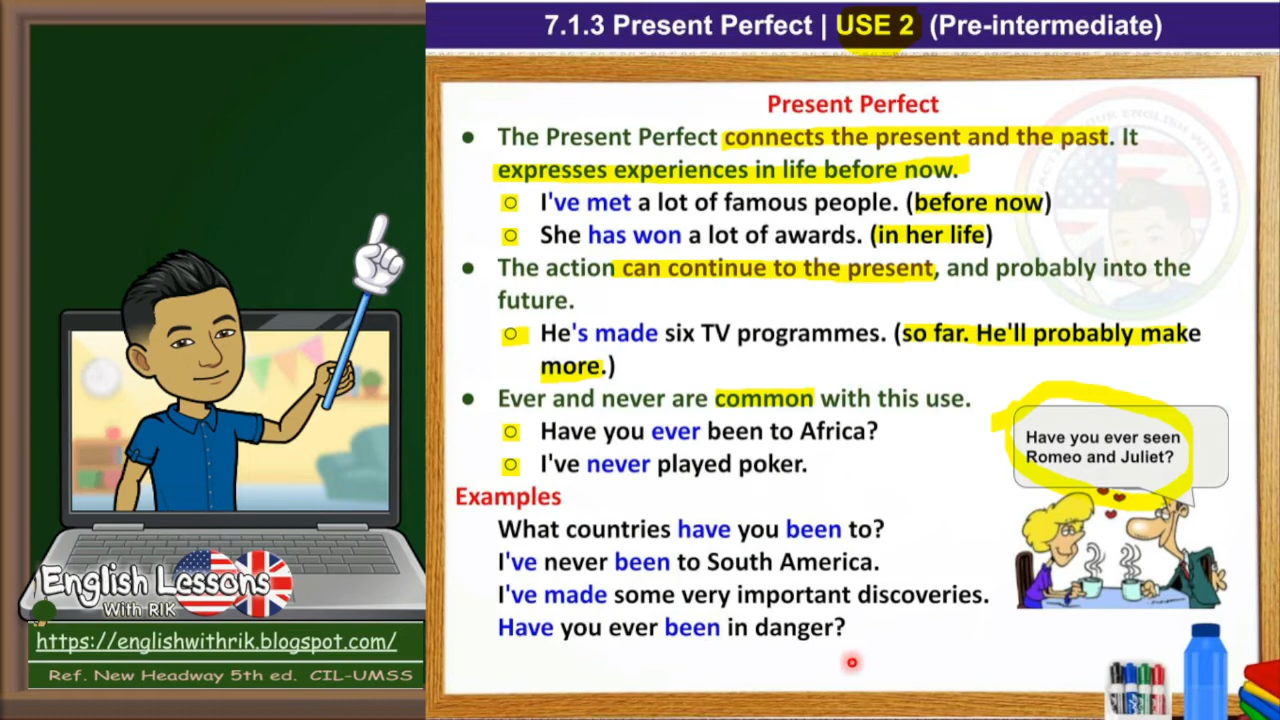 7.1.3 Present Perfect | USE 2 (Pre-intermediate)
Present Perfect
● The Present Perfect connects the present and the past. It
expresses experiences in life before now.
○ I've met a lot of famous people. (before now)
○ She has won a lot of awards. (in her life)
● The action can continue to the present, and probably into the
future.
○ He's made six TV programmes. (so far. He'll probably make
more.)
● Ever and never are common with this use.
○ Have you ever been to Africa?
○ I've never played poker.
Have you ever seen
Romeo and Juliet?
Examples
What countries have you been to?
I've never been to South America.
I've made some very important discoveries.
Have you ever been in danger?
English Lessons
With RIK
https://englishwithrik.blogspot.com/
Ref. New Headway 5th ed. CIL-UMSS